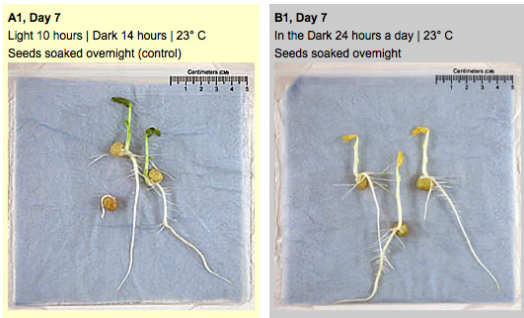 A1, Day 7
Light 10 hours | Dark 14 hours | 23° C
Seeds soaked overnight (control)
Centimeters (CM)
1 2 3 4 5
B1, Day 7
In the Dark 24 hours a day | 23° C
Seeds soaked overnight
Centimeters (CM)
1 2 3 4 5